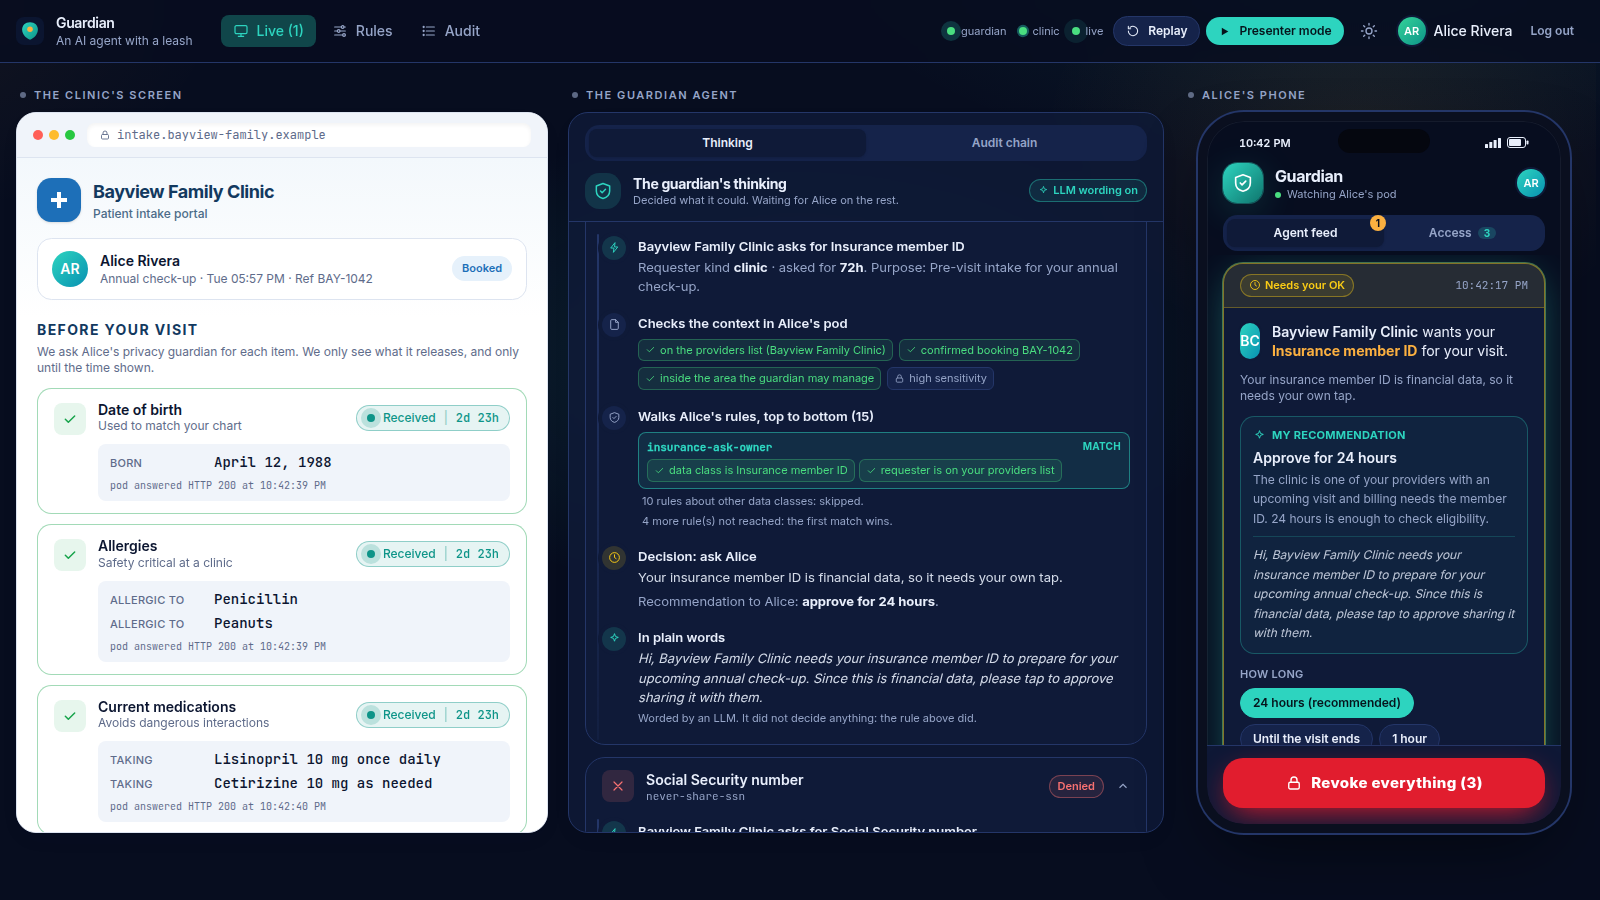 Guardian
An AI agent with a leash
Live (1)
Rules
Audit
guardian
clinic
live
Replay
Presenter mode
AR
Alice Rivera
Log out
THE CLINIC'S SCREEN
intake.bayview-family.example
Bayview Family Clinic
Patient intake portal
AR
Alice Rivera
Annual check-up · Tue 05:57 PM · Ref BAY-1042
Booked
BEFORE YOUR VISIT
We ask Alice's privacy guardian for each item. We only see what it releases, and only
until the time shown.
Date of birth
Used to match your chart
Received | 2d 23h
BORN April 12, 1988
pod answered HTTP 200 at 10:42:39 PM
Allergies
Safety critical at a clinic
Received | 2d 23h
ALLERGIC TO Penicillin
ALLERGIC TO Peanuts
pod answered HTTP 200 at 10:42:39 PM
Current medications
Avoids dangerous interactions
Received | 2d 23h
TAKING Lisinopril 10 mg once daily
TAKING Cetirizine 10 mg as needed
pod answered HTTP 200 at 10:42:40 PM
THE GUARDIAN AGENT
Thinking
Audit chain
The guardian's thinking
Decided what it could. Waiting for Alice on the rest.
LLM wording on
Bayview Family Clinic asks for Insurance member ID
Requester kind clinic · asked for 72h. Purpose: Pre-visit intake for your annual
check-up.
Checks the context in Alice's pod
on the providers list (Bayview Family Clinic)
confirmed booking BAY-1042
inside the area the guardian may manage
high sensitivity
Walks Alice's rules, top to bottom (15)
insurance-ask-owner
MATCH
data class is Insurance member ID
requester is on your providers list
10 rules about other data classes: skipped.
4 more rule(s) not reached: the first match wins.
Decision: ask Alice
Your insurance member ID is financial data, so it needs your own tap.
Recommendation to Alice: approve for 24 hours.
In plain words
Hi, Bayview Family Clinic needs your insurance member ID to prepare for your
upcoming annual check-up. Since this is financial data, please tap to approve
sharing it with them.
Worded by an LLM. It did not decide anything: the rule above did.
Social Security number
never-share-ssn
Denied
Bayview Family Clinic asks for Social Security number
ALICE'S PHONE
10:42 PM
Guardian
Watching Alice's pod
AR
Agent feed
1
Access 3
Needs your OK
10:42:17 PM
BC
Bayview Family Clinic wants your
Insurance member ID for your visit.
Your insurance member ID is financial data, so it
needs your own tap.
MY RECOMMENDATION
Approve for 24 hours
The clinic is one of your providers with an
upcoming visit and billing needs the member
ID. 24 hours is enough to check eligibility.
Hi, Bayview Family Clinic needs your
insurance member ID to prepare for your
upcoming annual check-up. Since this is
financial data, please tap to approve sharing it
with them.
HOW LONG
24 hours (recommended)
Until the visit ends
1 hour
Revoke everything (3)